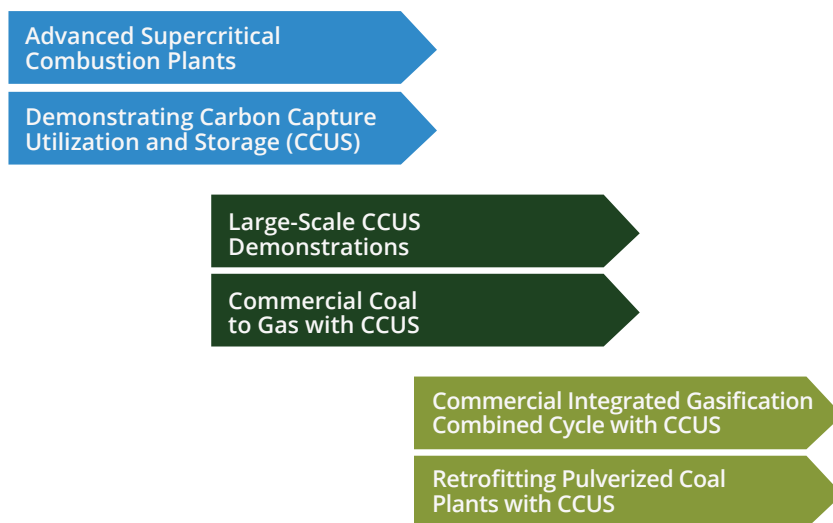 Advanced Supercritical
Combustion Plants
Demonstrating Carbon Capture
Utilization and Storage (CCUS)
Large-Scale CCUS
Demonstrations
Commercial Coal
to Gas with CCUS
Commercial Integrated Gasification
Combined Cycle with CCUS
Retrofitting Pulverized Coal
Plants with CCUS